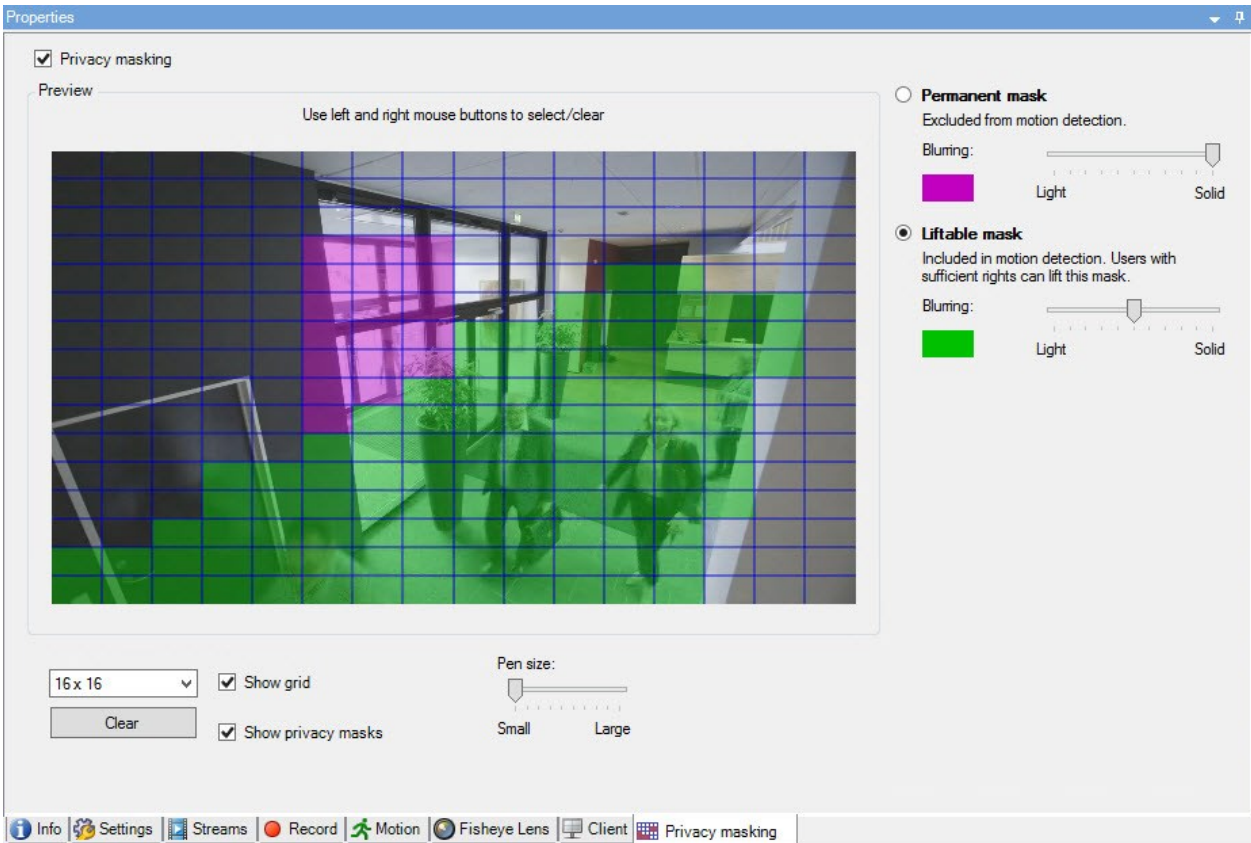 Properties
Privacy masking
Preview
Use left and right mouse buttons to select/clear
Permanent mask
Excluded from motion detection.
Blurring:
Light
Solid
Liftable mask
Included in motion detection. Users with
sufficient rights can lift this mask.
Blurring:
Light
Solid
16 x 16
Show grid
Clear
Show privacy masks
Pen size:
Small
Large
Info
Settings
Streams
Record
Motion
Fisheye Lens
Client
Privacy masking